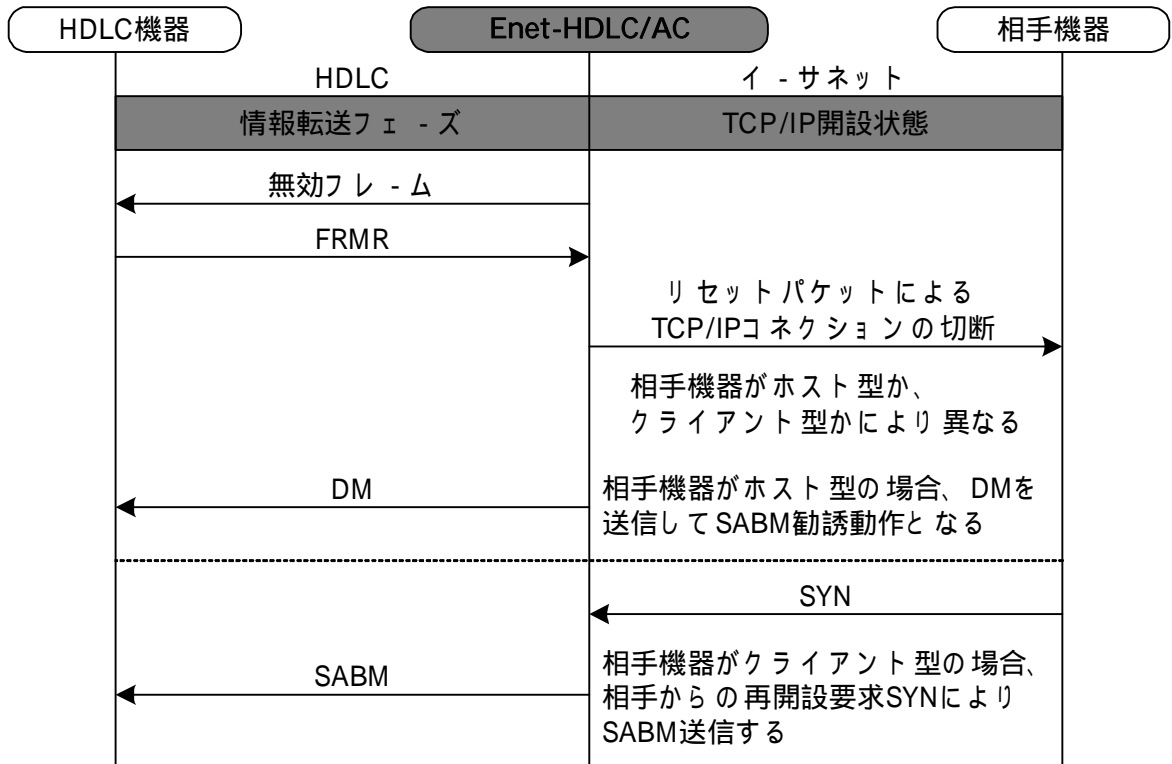 HDLC機器
Enet-HDLC/AC
相手機器
HDLC
イ-サネット
情報転送フェ-ズ
TCP/IP開設状態
無効フレ-ム
FRMR
リセットパケットによる
TCP/IPコネクションの切断
相手機器がホスト型か、
クライアント型かにより異なる
DM
相手機器がホスト型の場合、DMを
送信してSABM勧誘動作となる
SYN
SABM
相手機器がクライアント型の場合、
相手からの再開設要求SYNにより
SABM送信する